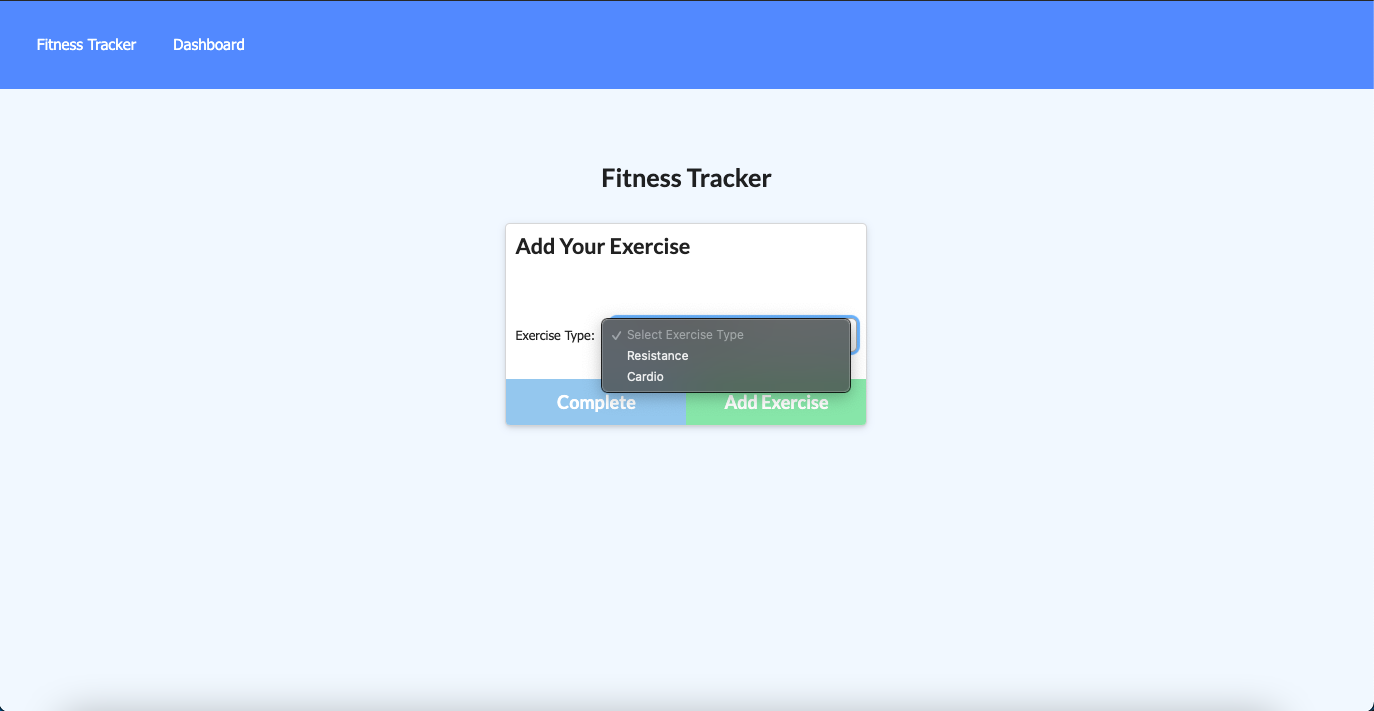 Fitness Tracker Dashboard
Fitness Tracker
Add Your Exercise
Exercise Type: Select Exercise Type
Resistance
Cardio
Complete Add Exercise